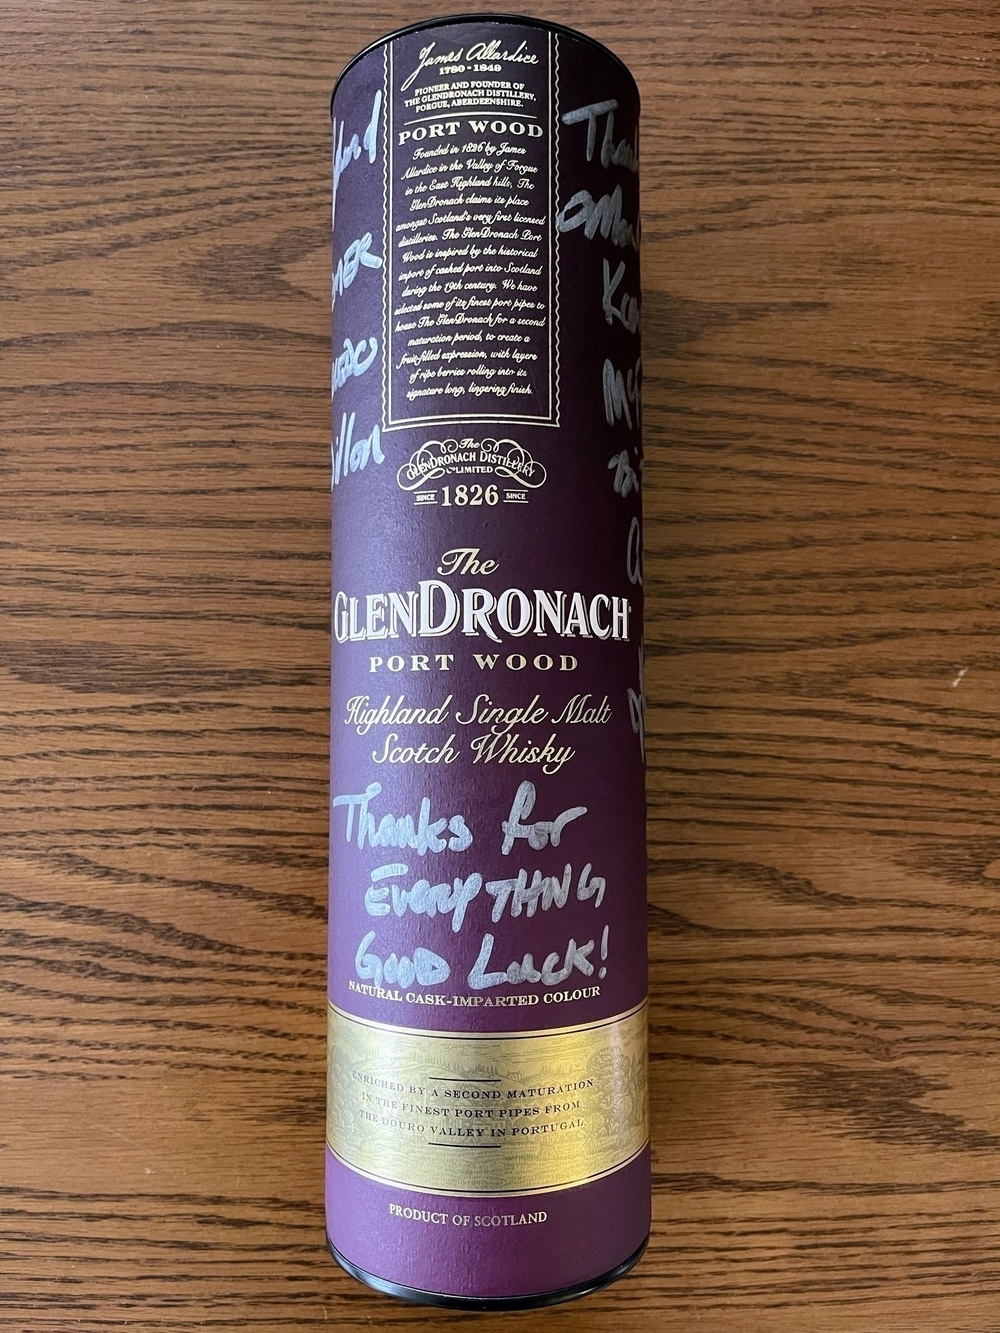 James Allardice
1780 - 1849
PIONEER AND FOUNDER OF
THE GLENDRONACH DISTILLERY,
FORGUE, ABERDEENSHIRE.
PORT WOOD
Founded in 1826 by James
Allardice in the Valley of Forgue
in the East Highland hills, The
GlenDronach claims its place
amongst Scotland's very first licensed
distilleries. The GlenDronach Port
Wood is inspired by the historical
import of casked port into Scotland
during the 19th century. We have
selected some of its finest port pipes to
house The GlenDronach for a second
maturation period, to create a
fruit-filled expression, with layers
of ripe berries rolling into its
signature long, lingering finish.
The
GLENDRONACH DISTILLERY
Co LIMITED
SINCE 1826 SINCE
The
GLENDRONACH
PORT WOOD
Highland Single Malt
Scotch Whisky
Thanks for
EveryTHING
GOOD Luck!
NATURAL CASK-IMPARTED COLOUR
ENRICHED BY A SECOND MATURATION
IN THE FINEST PORT PIPES FROM
THE DOURO VALLEY IN PORTUGAL
PRODUCT OF SCOTLAND